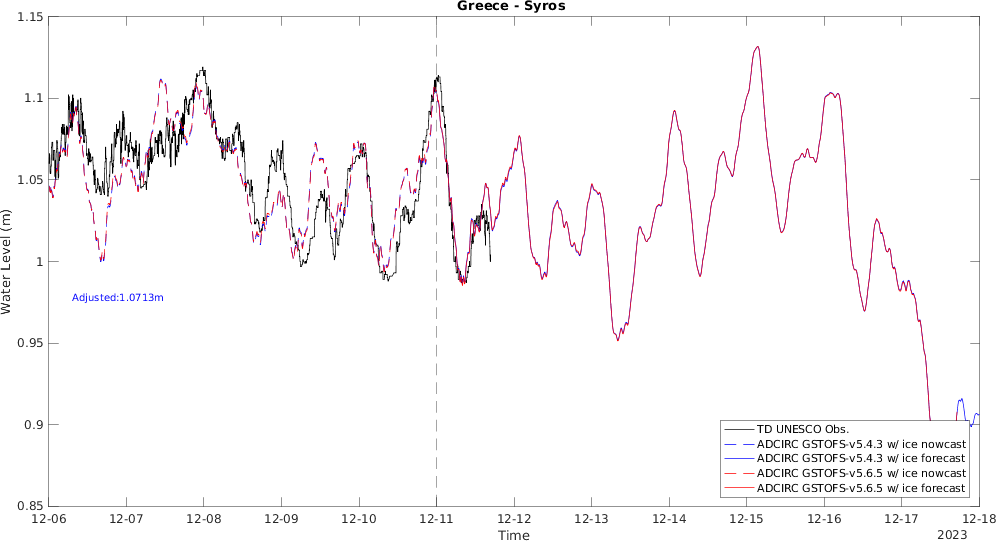 Greece - Syros
1.15
1.1
1.05
1
0.95
0.9
0.85
Water Level (m)
Adjusted:1.0713m
TD UNESCO Obs.
ADCIRC GSTOFS-v5.4.3 w/ ice nowcast
ADCIRC GSTOFS-v5.4.3 w/ ice forecast
ADCIRC GSTOFS-v5.6.5 w/ ice nowcast
ADCIRC GSTOFS-v5.6.5 w/ ice forecast
12-06 12-07 12-08 12-09 12-10 12-11 12-12 12-13 12-14 12-15 12-16 12-17 12-18
Time
2023